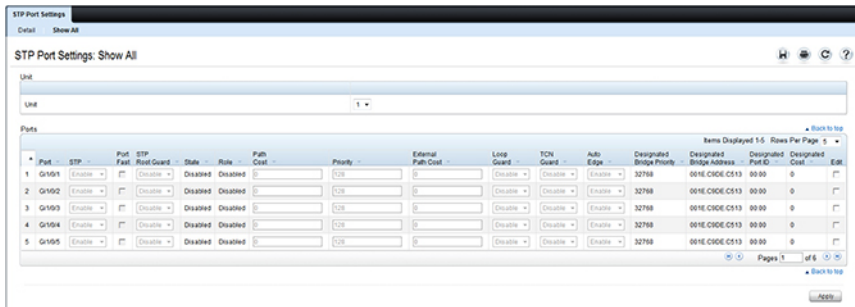 STP Port Settings
Detail Show All
STP Port Settings: Show All
Unit
Unit 1
Ports
Back to top
Items Displayed 1-5 Rows Per Page 5
Port STP Port Fast STP Root Guard State Role Path Cost Priority External Path Cost Loop Guard TCN Guard Auto Edge Designated Bridge Priority Designated Bridge Address Designated Port ID Designated Cost Edit
1 Gi1/0/1 Enable Disable Disabled Disabled 0 128 0 Disable Disable Enable 32768 001E.C9DE.C513 00:00 0
2 Gi1/0/2 Enable Disable Disabled Disabled 0 128 0 Disable Disable Enable 32768 001E.C9DE.C513 00:00 0
3 Gi1/0/3 Enable Disable Disabled Disabled 0 128 0 Disable Disable Enable 32768 001E.C9DE.C513 00:00 0
4 Gi1/0/4 Enable Disable Disabled Disabled 0 128 0 Disable Disable Enable 32768 001E.C9DE.C513 00:00 0
5 Gi1/0/5 Enable Disable Disabled Disabled 0 128 0 Disable Disable Enable 32768 001E.C9DE.C513 00:00 0
Pages 1 of 6
Back to top
Apply